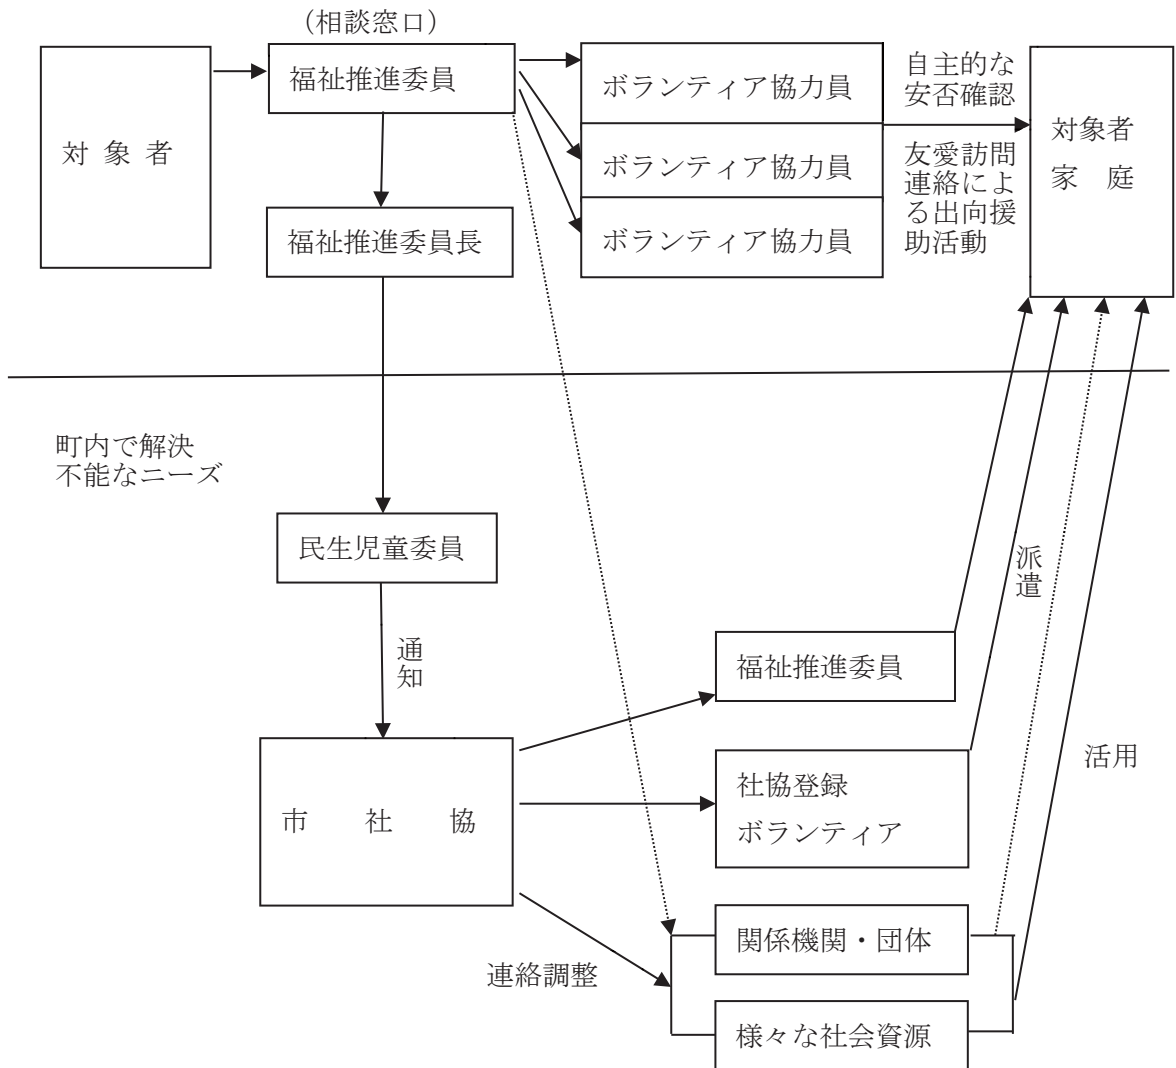 （相談窓口）
対 象 者
福祉推進委員
ボランティア協力員
ボランティア協力員
ボランティア協力員
自主的な
安否確認
友愛訪問
連絡によ
る出向援
助活動
対象者
家　庭
福祉推進委員長
町内で解決
不能なニーズ
民生児童委員
通
知
派
遣
福祉推進委員
市　社　協
社協登録
ボランティア
活用
関係機関・団体
連絡調整
様々な社会資源